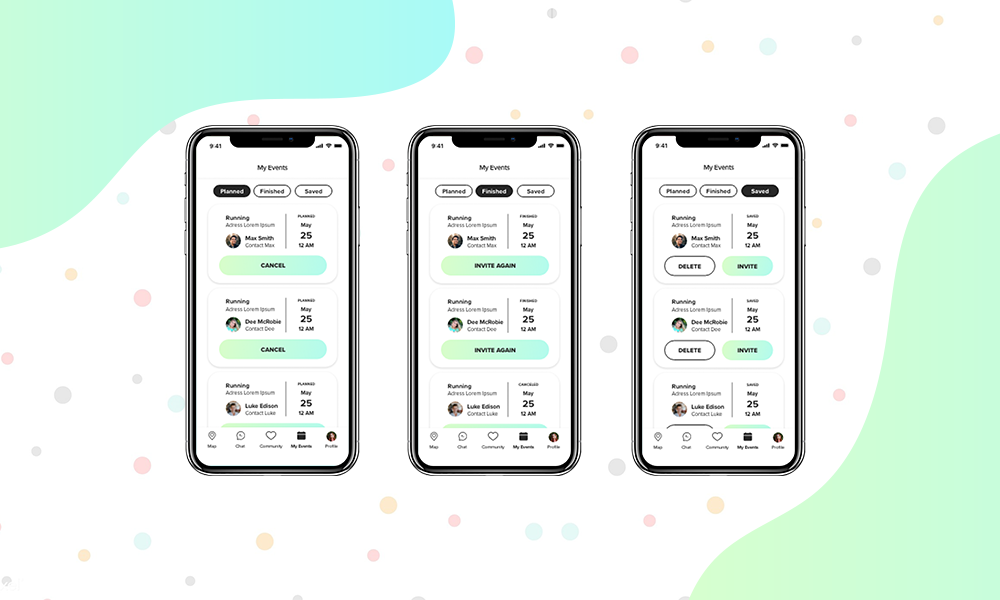 9:41
My Events
Planned Finished Saved
Running
Adress Lorem Ipsum
Max Smith
Contact Max
PLANNED
May
25
12 AM
CANCEL
Running
Adress Lorem Ipsum
Dee McRobie
Contact Dee
PLANNED
May
25
12 AM
CANCEL
Running
Adress Lorem Ipsum
Luke Edison
Contact Luke
PLANNED
May
25
12 AM
Map Chat Community My Events Profile
9:41
My Events
Planned Finished Saved
Running
Adress Lorem Ipsum
Max Smith
Contact Max
FINISHED
May
25
12 AM
INVITE AGAIN
Running
Adress Lorem Ipsum
Dee McRobie
Contact Dee
FINISHED
May
25
12 AM
INVITE AGAIN
Running
Adress Lorem Ipsum
Luke Edison
Contact Luke
CANCELED
May
25
12 AM
Map Chat Community My Events Profile
9:41
My Events
Planned Finished Saved
Running
Adress Lorem Ipsum
Max Smith
Contact Max
SAVED
May
25
12 AM
DELETE INVITE
Running
Adress Lorem Ipsum
Dee McRobie
Contact Dee
SAVED
May
25
12 AM
DELETE INVITE
Running
Adress Lorem Ipsum
Luke Edison
Contact Luke
SAVED
May
25
12 AM
Map Chat Community My Events Profile